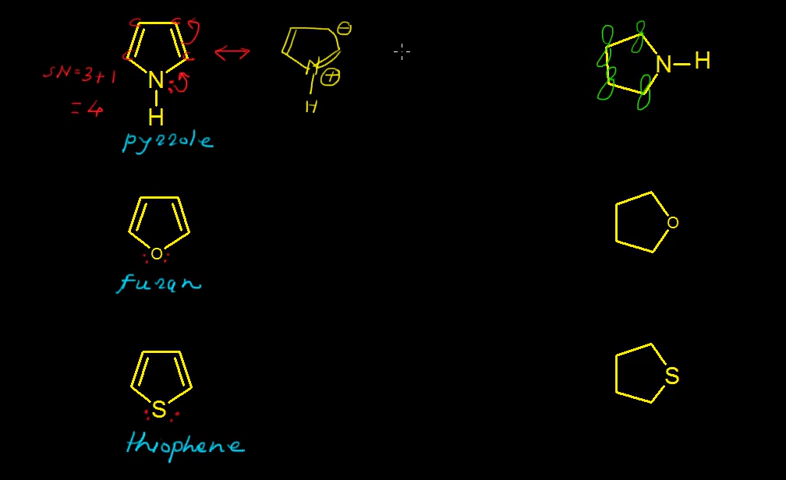 SN=3+1
=4
N
H
⊖
N ⊕
H
N-H
pyrrole
O
furan
O
S
thiophene
S